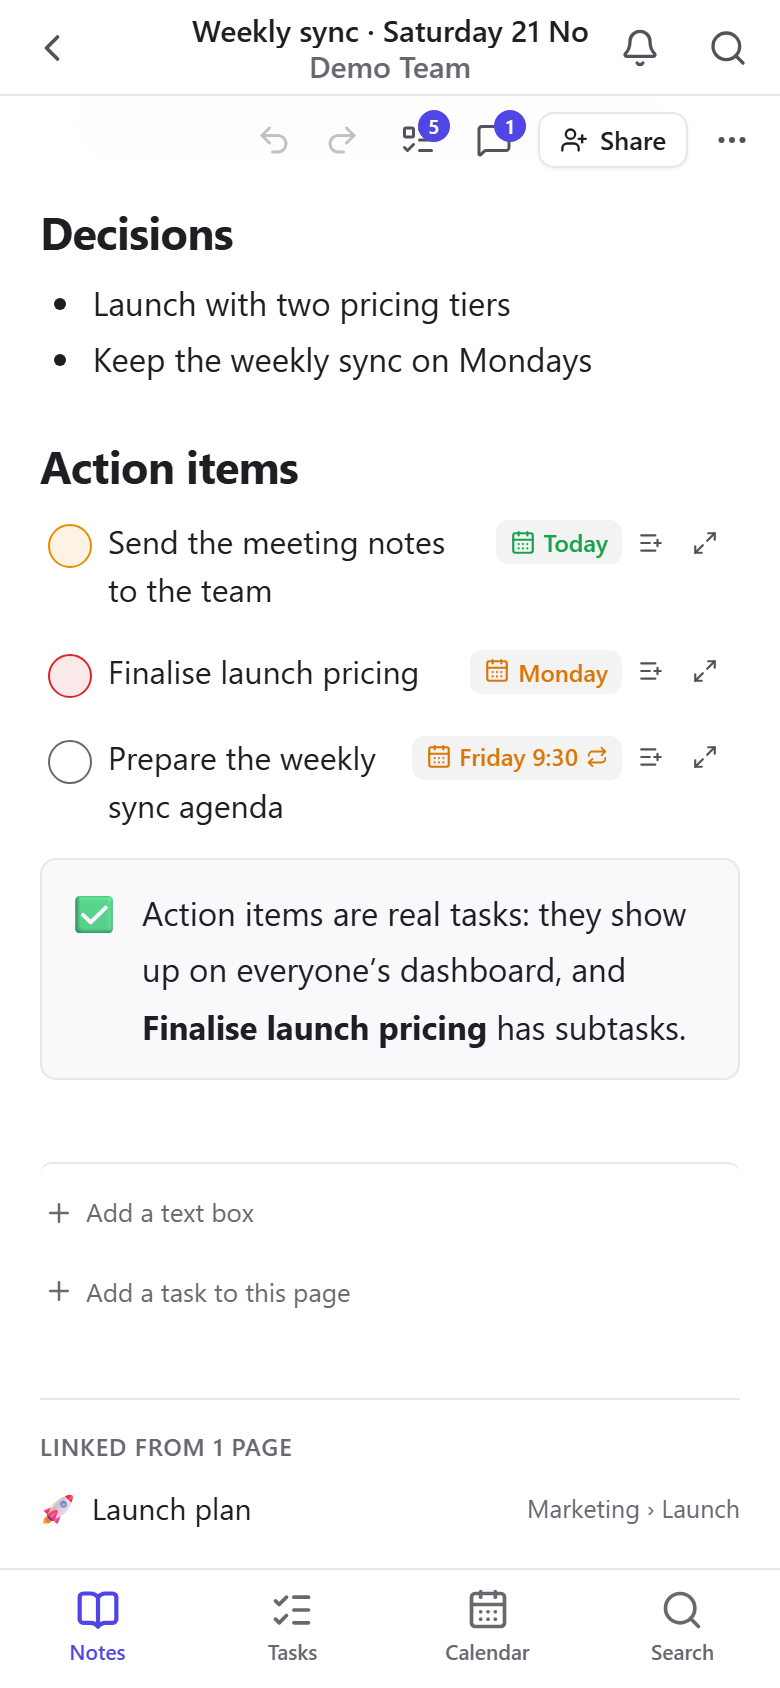 Weekly sync · Saturday 21 No
Demo Team
5
1
Share
Decisions
Launch with two pricing tiers
Keep the weekly sync on Mondays
Action items
Send the meeting notes
to the team
Today
Finalise launch pricing
Monday
Prepare the weekly
sync agenda
Friday 9:30
Action items are real tasks: they show
up on everyone’s dashboard, and
Finalise launch pricing has subtasks.
Add a text box
Add a task to this page
LINKED FROM 1 PAGE
Launch plan
Marketing › Launch
Notes
Tasks
Calendar
Search